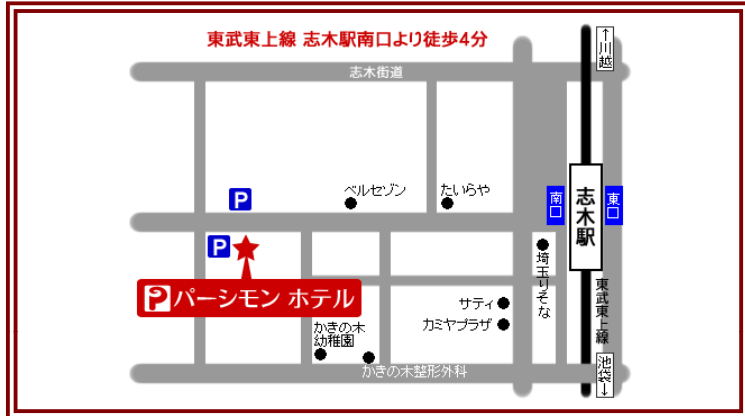 東武東上線 志木駅南口より徒歩4分
↑川越
志木街道
P
ベルセゾン
たいらや
南口
志木駅
東口
P
埼玉りそな
パーシモン ホテル
サティ
カミヤプラザ
東武東上線
かきの木
幼稚園
かきの木整形外科
池袋↓